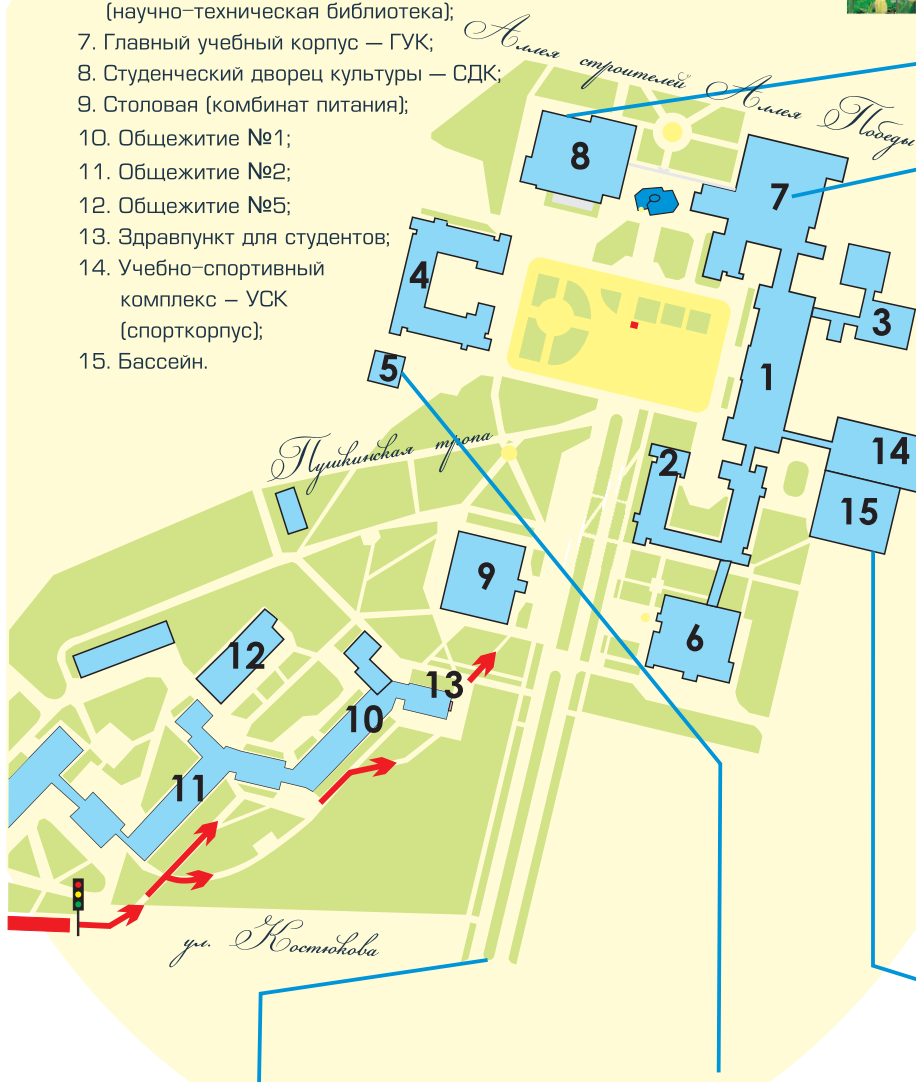 (научно-техническая библиотека);
7. Главный учебный корпус — ГУК;
8. Студенческий дворец культуры — СДК;
9. Столовая (комбинат питания);
10. Общежитие №1;
11. Общежитие №2;
12. Общежитие №5;
13. Здравпункт для студентов;
14. Учебно-спортивный
комплекс – УСК
(спорткорпус);
15. Бассейн.
Аллея строителей
Аллея Победы
8
7
4
3
5
1
Пушкинская тропа
2
14
15
9
6
12
13
10
11
ул. Костюкова